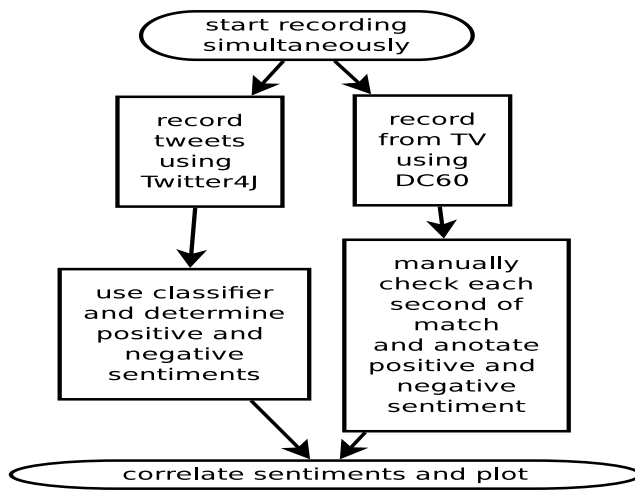 start recording
simultaneously
record
tweets
using
Twitter4J
record
from TV
using
DC60
use classifier
and determine
positive and
negative
sentiments
manually
check each
second of
match
and anotate
positive and
negative
sentiment
correlate sentiments and plot